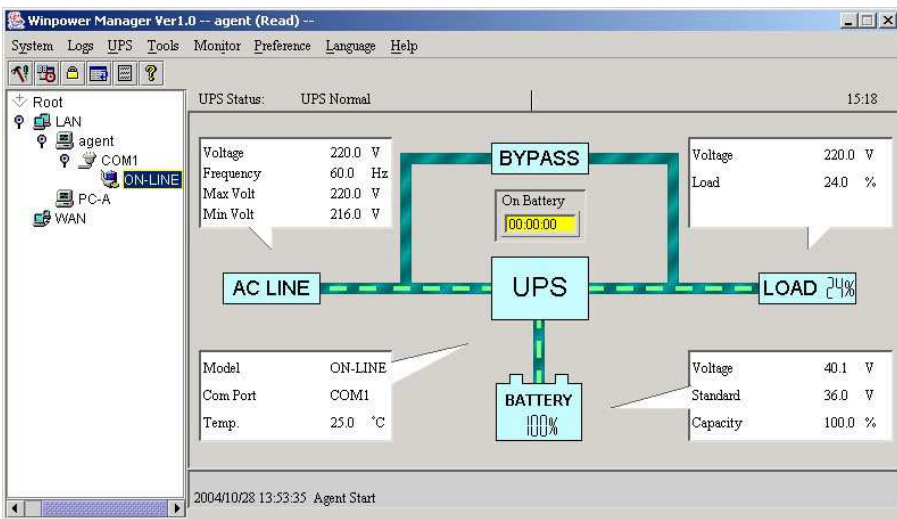 Winpower Manager Ver1.0 -- agent (Read) --
System Logs UPS Tools Monitor Preference Language Help
Root
LAN
agent
COM1
ON-LINE
PC-A
WAN
UPS Status: UPS Normal 15:18
Voltage 220.0 V
Frequency 60.0 Hz
Max Volt 220.0 V
Min Volt 216.0 V
BYPASS
On Battery
00:00:00
Voltage 220.0 V
Load 24.0 %
AC LINE
UPS
LOAD 24%
Model ON-LINE
Com Port COM1
Temp. 25.0 °C
BATTERY
100%
Voltage 40.1 V
Standard 36.0 V
Capacity 100.0 %
2004/10/28 13:53:35 Agent Start